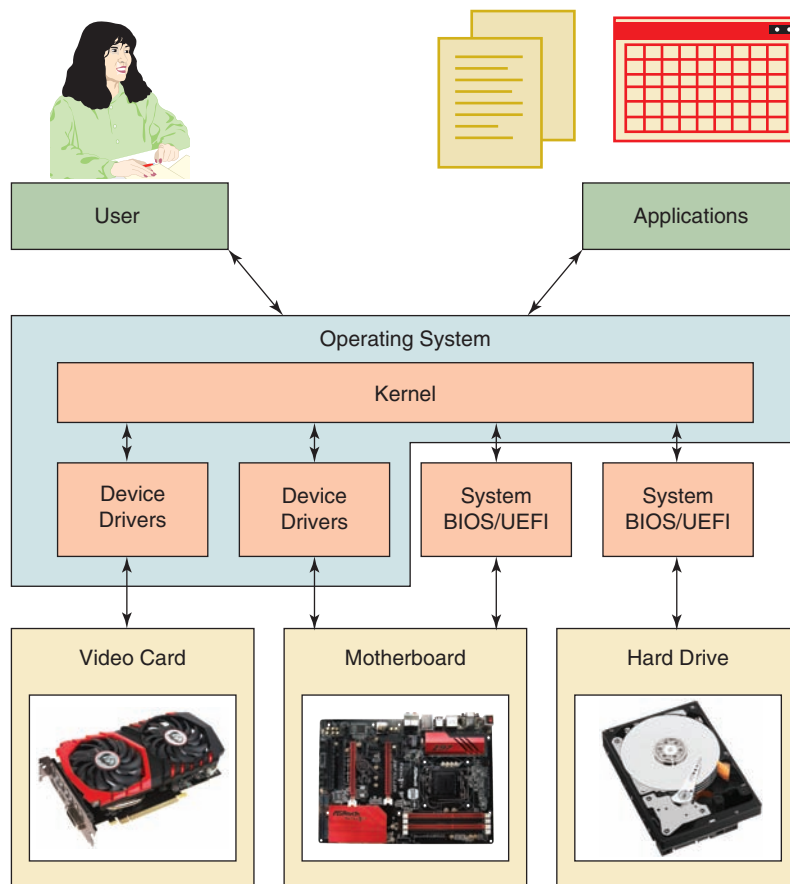 User
Applications
Operating System
Kernel
Device
Drivers
Device
Drivers
System
BIOS/UEFI
System
BIOS/UEFI
Video Card
Motherboard
Hard Drive